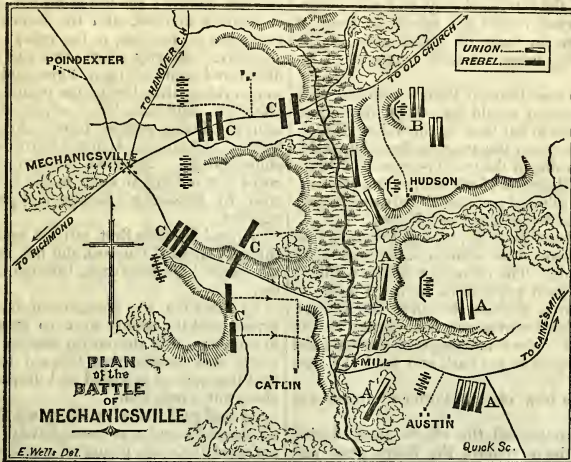 POINDEXTER
TO HANOVER C.H.
TO OLD CHURCH
UNION
REBEL
C
C
B
MECHANICSVILLE
HUDSON
TO RICHMOND
C
C
A
A
C
TO GAINES MILL
MILL
PLAN
of the
BATTLE
OF
MECHANICSVILLE
CATLIN
A
AUSTIN
A
E. Wells Del.
Quick Sc.